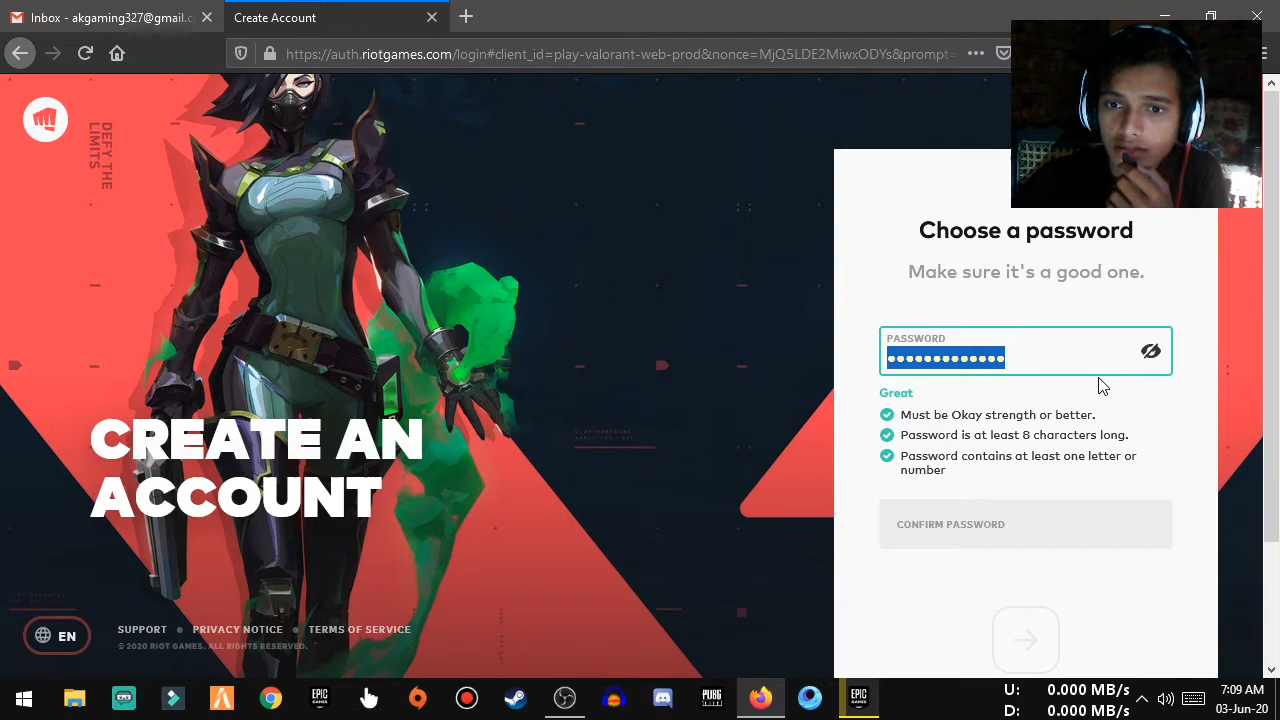 Inbox - akgaming327@gmail.c
Create Account
https://auth.riotgames.com/login#client_id=play-valorant-web-prod&nonce=MjQ5LDE2MiwxODYs&prompt=
DEFY THE
LIMITS
Choose a password
Make sure it's a good one.
PASSWORD
Great
Must be Okay strength or better.
Password is at least 8 characters long.
Password contains at least one letter or
number
CONFIRM PASSWORD
CREATE AN
ACCOUNT
EN
SUPPORT
PRIVACY NOTICE
TERMS OF SERVICE
© 2020 RIOT GAMES. ALL RIGHTS RESERVED.
EPIC
GAMES
PUBG
EPIC
GAMES
U: 0.000 MB/s
D: 0.000 MB/s
7:09 AM
03-Jun-20